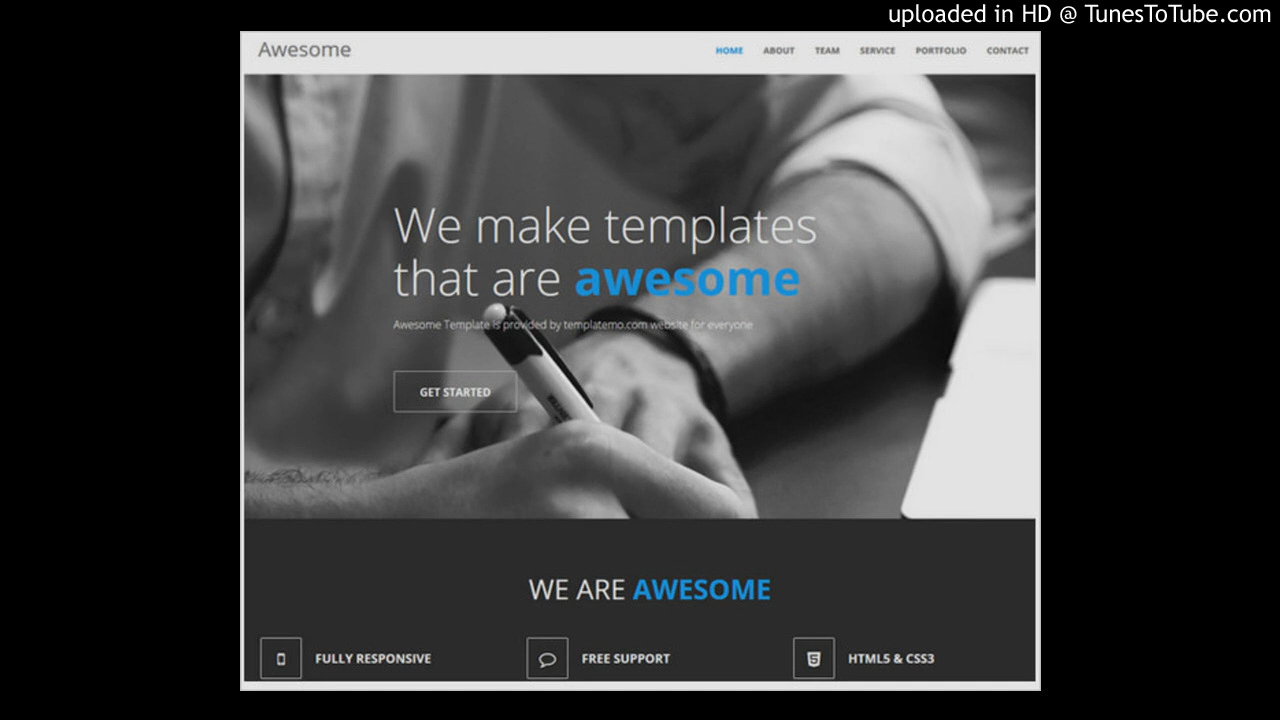 uploaded in HD @ TunesToTube.com
Awesome
HOME ABOUT TEAM SERVICE PORTFOLIO CONTACT
We make templates
that are awesome
Awesome Template is provided by templatemo.com website for everyone
GET STARTED
WE ARE AWESOME
FULLY RESPONSIVE FREE SUPPORT HTML5 & CSS3